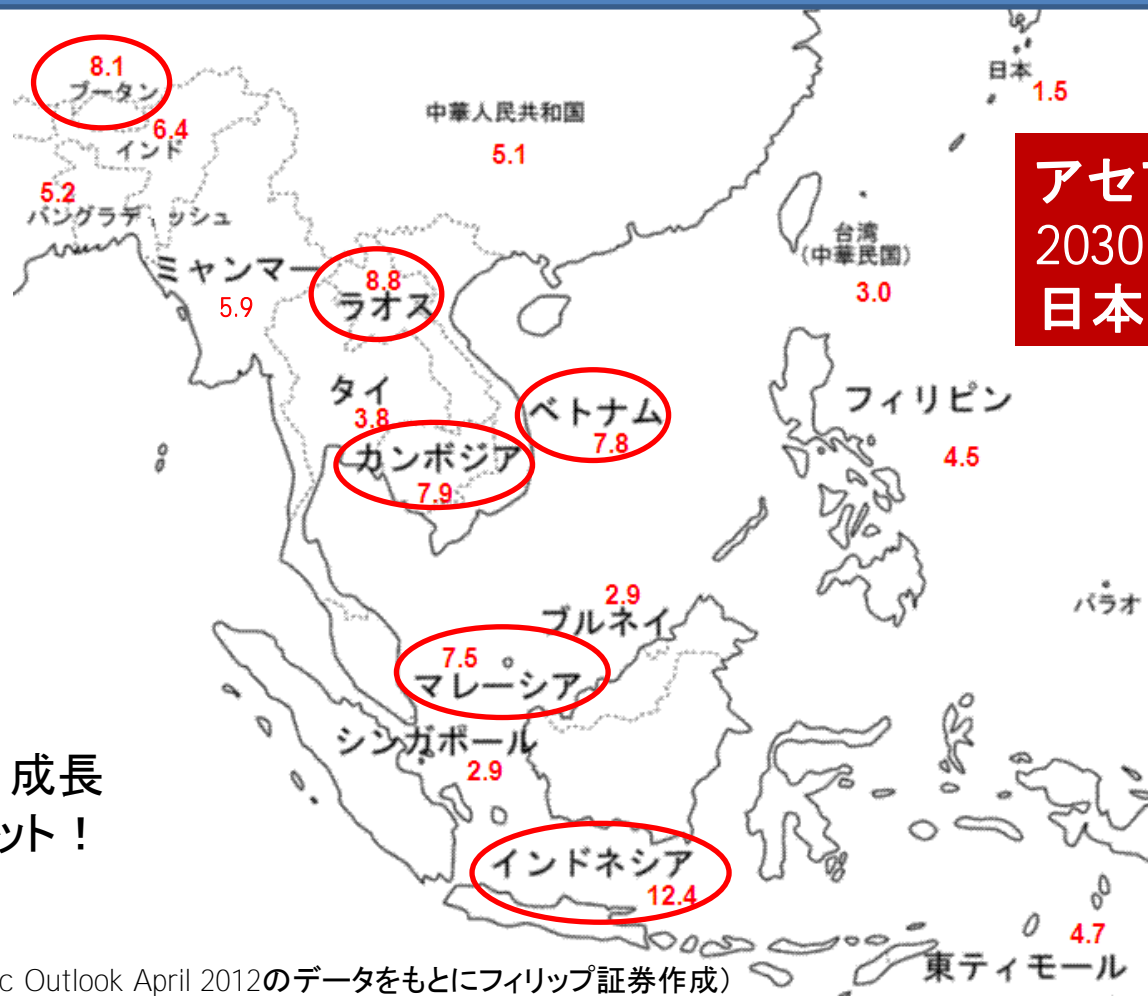 8.1
ブータン
6.4
インド
5.2
バングラデ ッシュ
中華人民共和国
5.1
日本
1.5
アセ
2030
日本
台湾
(中華民国)
3.0
ミャンマー
5.9
8.8
ラオス
タイ
3.8
ベトナム
7.8
カンボジア
7.9
フィリピン
4.5
パラオ
2.9
ブルネイ
7.5
マレーシア
シンガポール
2.9
成長
ット！
インドネシア
12.4
4.7
東ティモール
c Outlook April 2012のデータをもとにフィリップ証券作成）